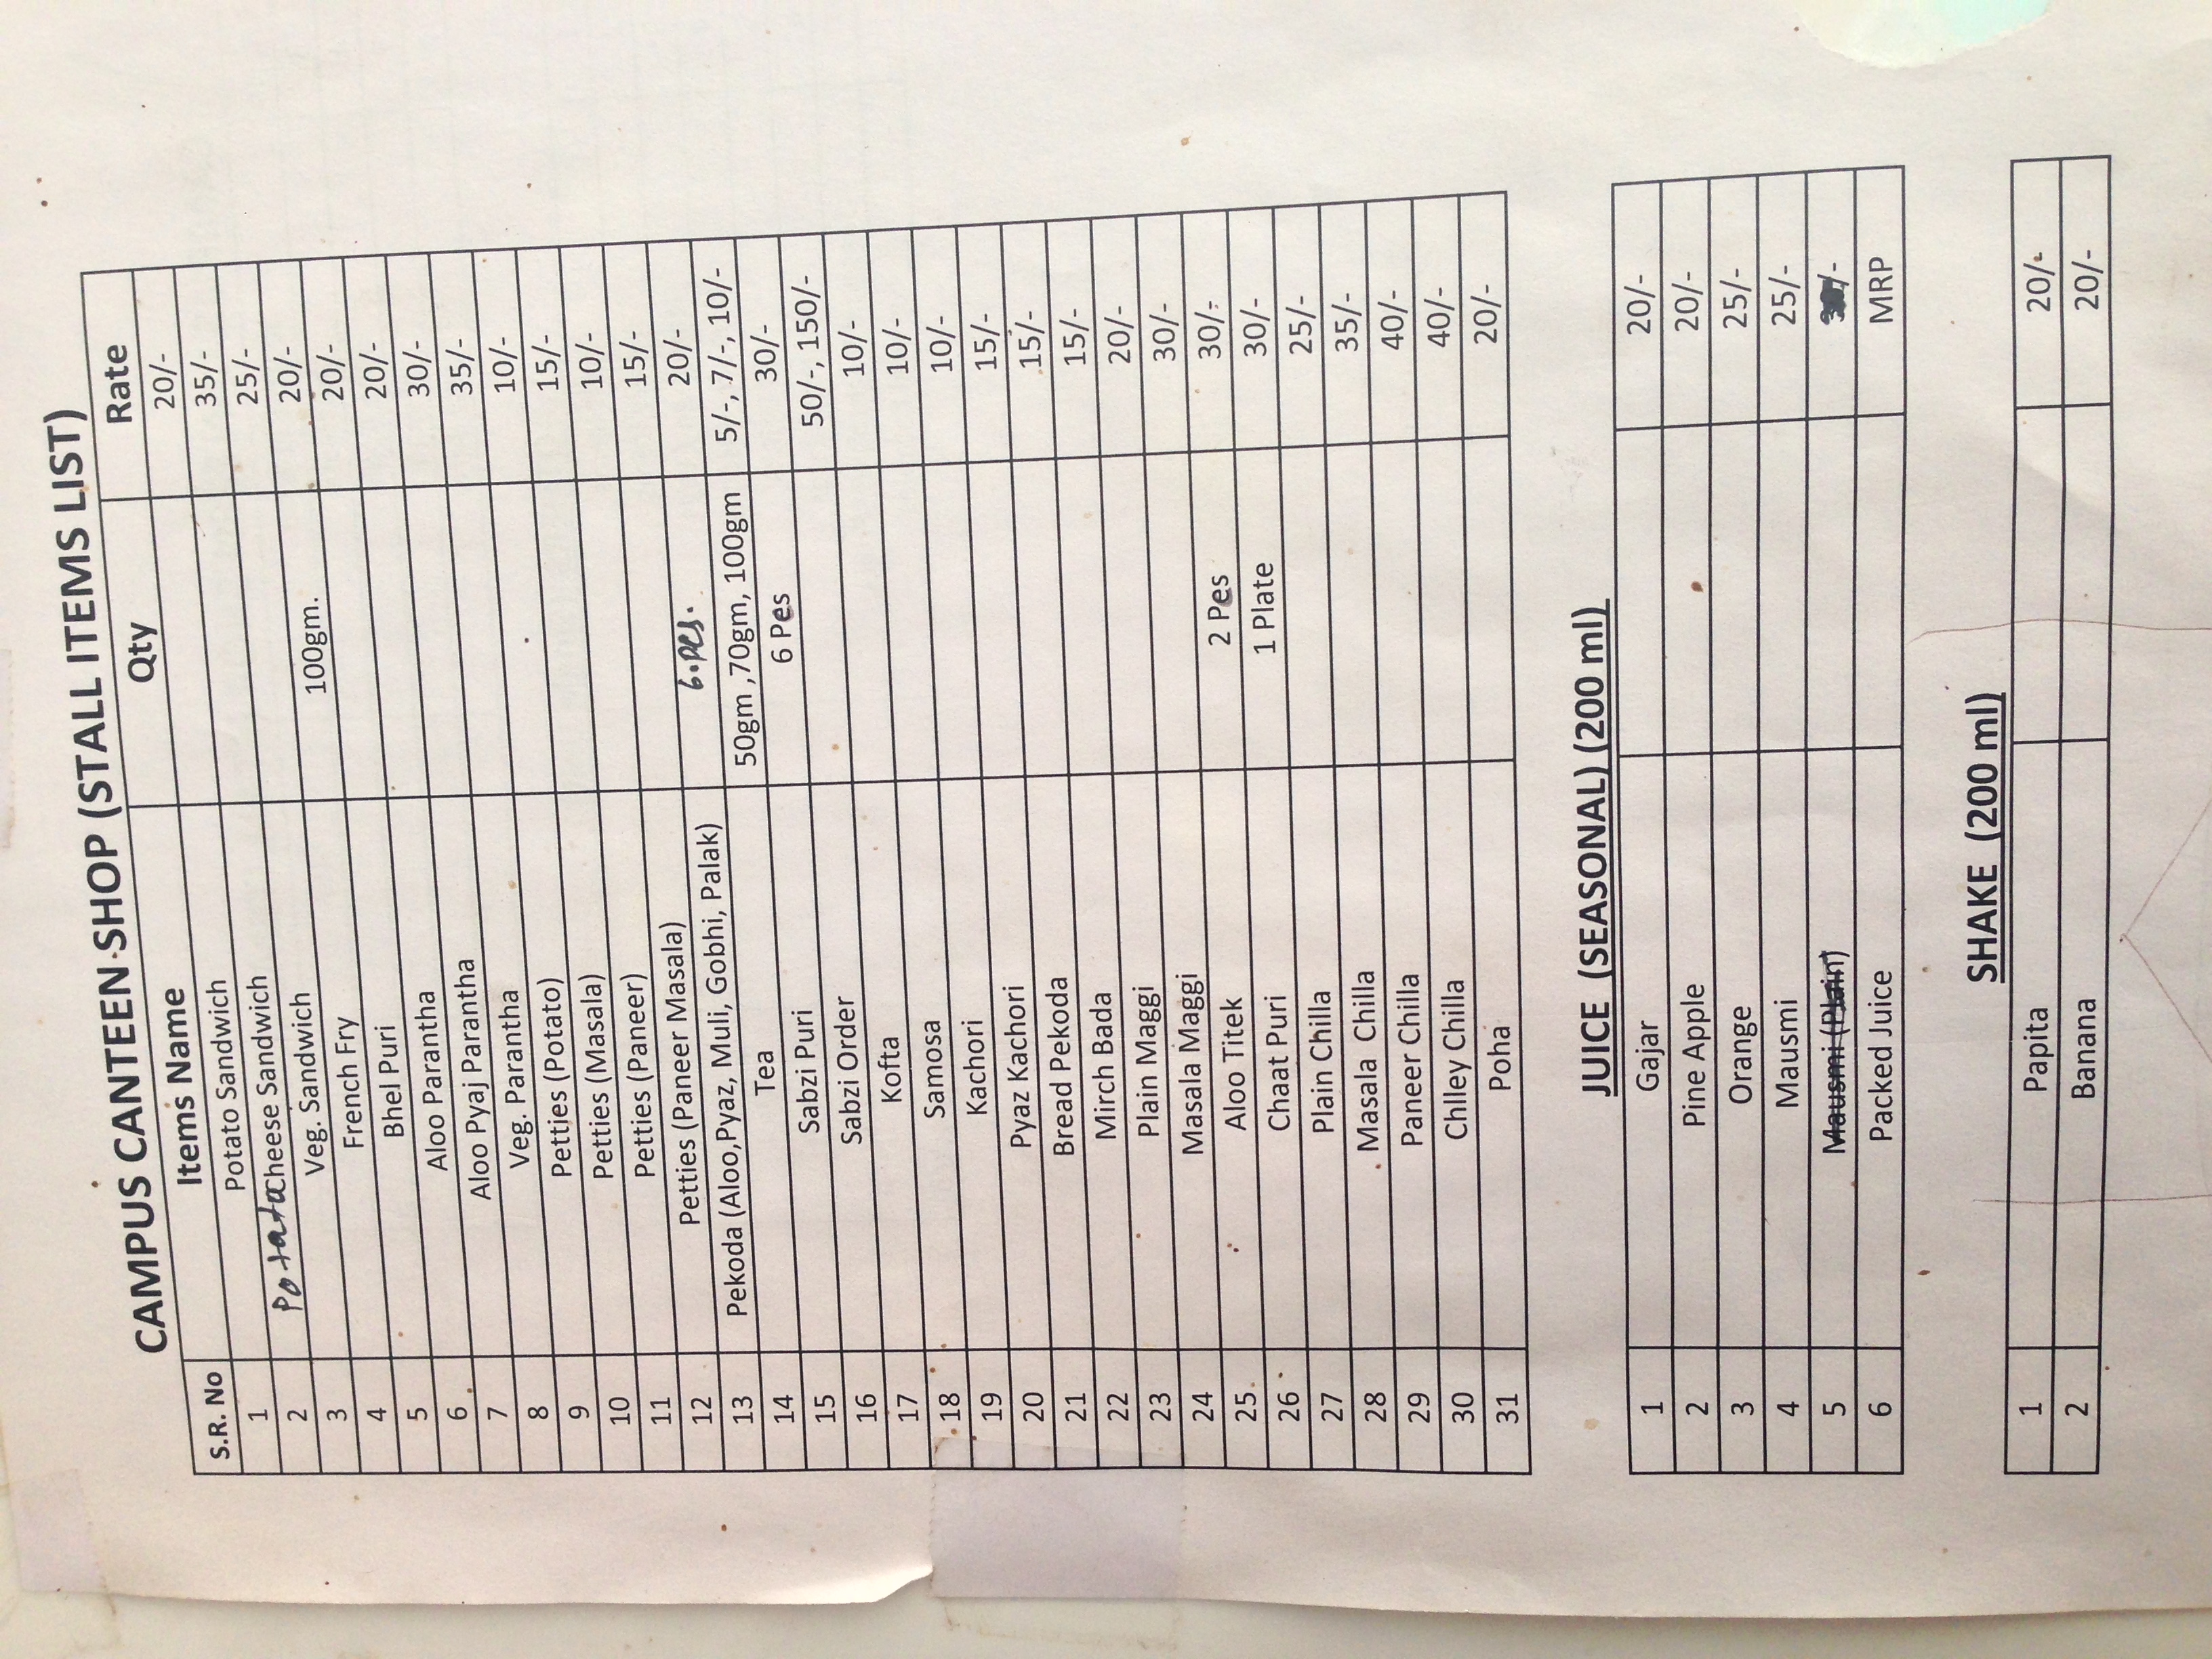 CAMPUS CANTEEN SHOP (STALL ITEMS LIST)
S.R. No Items Name Qty Rate
1 Potato Sandwich 20/-
2 Potato Cheese Sandwich 35/-
3 Veg. Sandwich 25/-
4 French Fry 100gm. 20/-
5 Bhel Puri 20/-
6 Aloo Parantha 20/-
7 Aloo Pyaj Parantha 30/-
8 Veg. Parantha 35/-
9 Petties (Potato) 10/-
10 Petties (Masala) 15/-
11 Petties (Paneer) 10/-
12 Petties (Paneer Masala) 15/-
13 Pekoda (Aloo,Pyaz, Muli, Gobhi, Palak) 6.pcs. 20/-
14 Tea 50gm ,70gm, 100gm 5/-, 7/-, 10/-
15 Sabzi Puri 6 Pes 30/-
16 Sabzi Order 50/-, 150/-
17 Kofta 10/-
18 Samosa 10/-
19 Kachori 10/-
20 Pyaz Kachori 15/-
21 Bread Pekoda 15/-
22 Mirch Bada 15/-
23 Plain Maggi 20/-
24 Masala Maggi 30/-
25 Aloo Titek 2 Pes 30/-
26 Chaat Puri 1 Plate 30/-
27 Plain Chilla 25/-
28 Masala Chilla 35/-
29 Paneer Chilla 40/-
30 Chlley Chilla 40/-
31 Poha 20/-
JUICE (SEASONAL) (200 ml)
1 Gajar 20/-
2 Pine Apple 20/-
3 Orange 25/-
4 Mausmi 25/-
5 Mausmi (Plain) /-
6 Packed Juice MRP
SHAKE (200 ml)
1 Papita 20/-
2 Banana 20/-